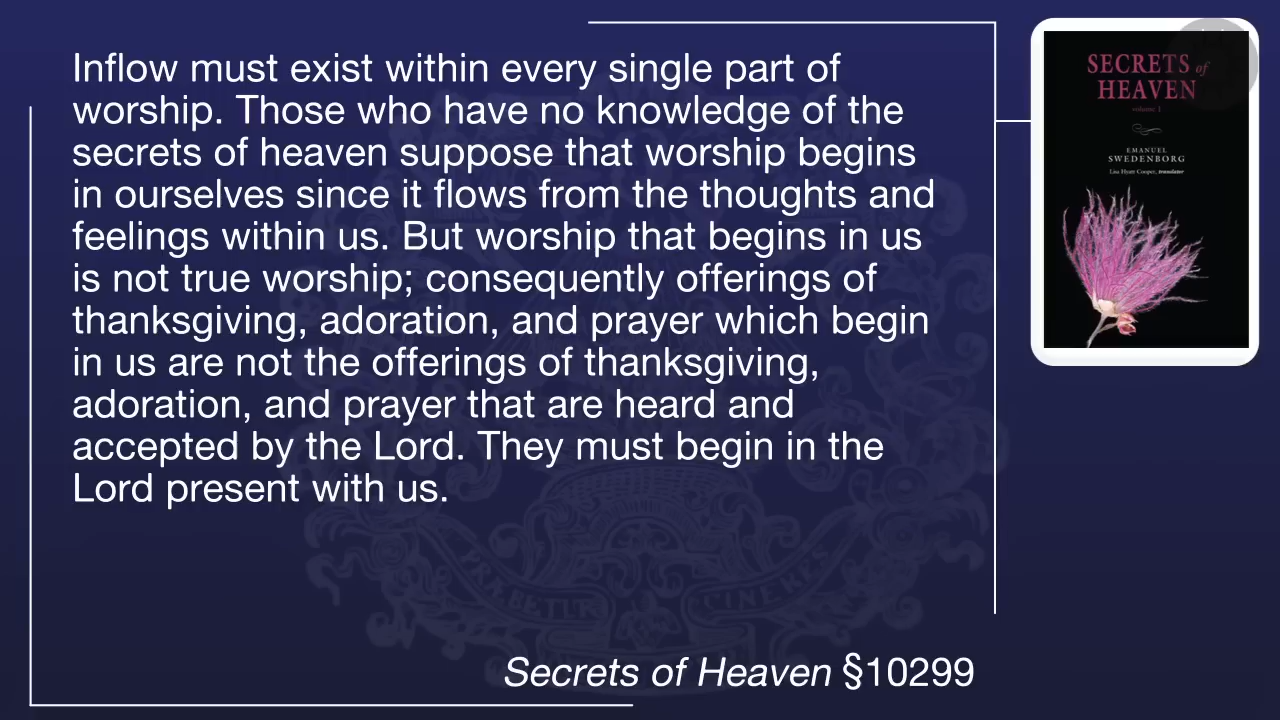 Inflow must exist within every single part of
worship. Those who have no knowledge of the
secrets of heaven suppose that worship begins
in ourselves since it flows from the thoughts and
feelings within us. But worship that begins in us
is not true worship; consequently offerings of
thanksgiving, adoration, and prayer which begin
in us are not the offerings of thanksgiving,
adoration, and prayer that are heard and
accepted by the Lord. They must begin in the
Lord present with us.
Secrets of Heaven §10299
SECRETS of
HEAVEN
volume 1
EMANUEL
SWEDENBORG
Lisa Hyatt Cooper, translator